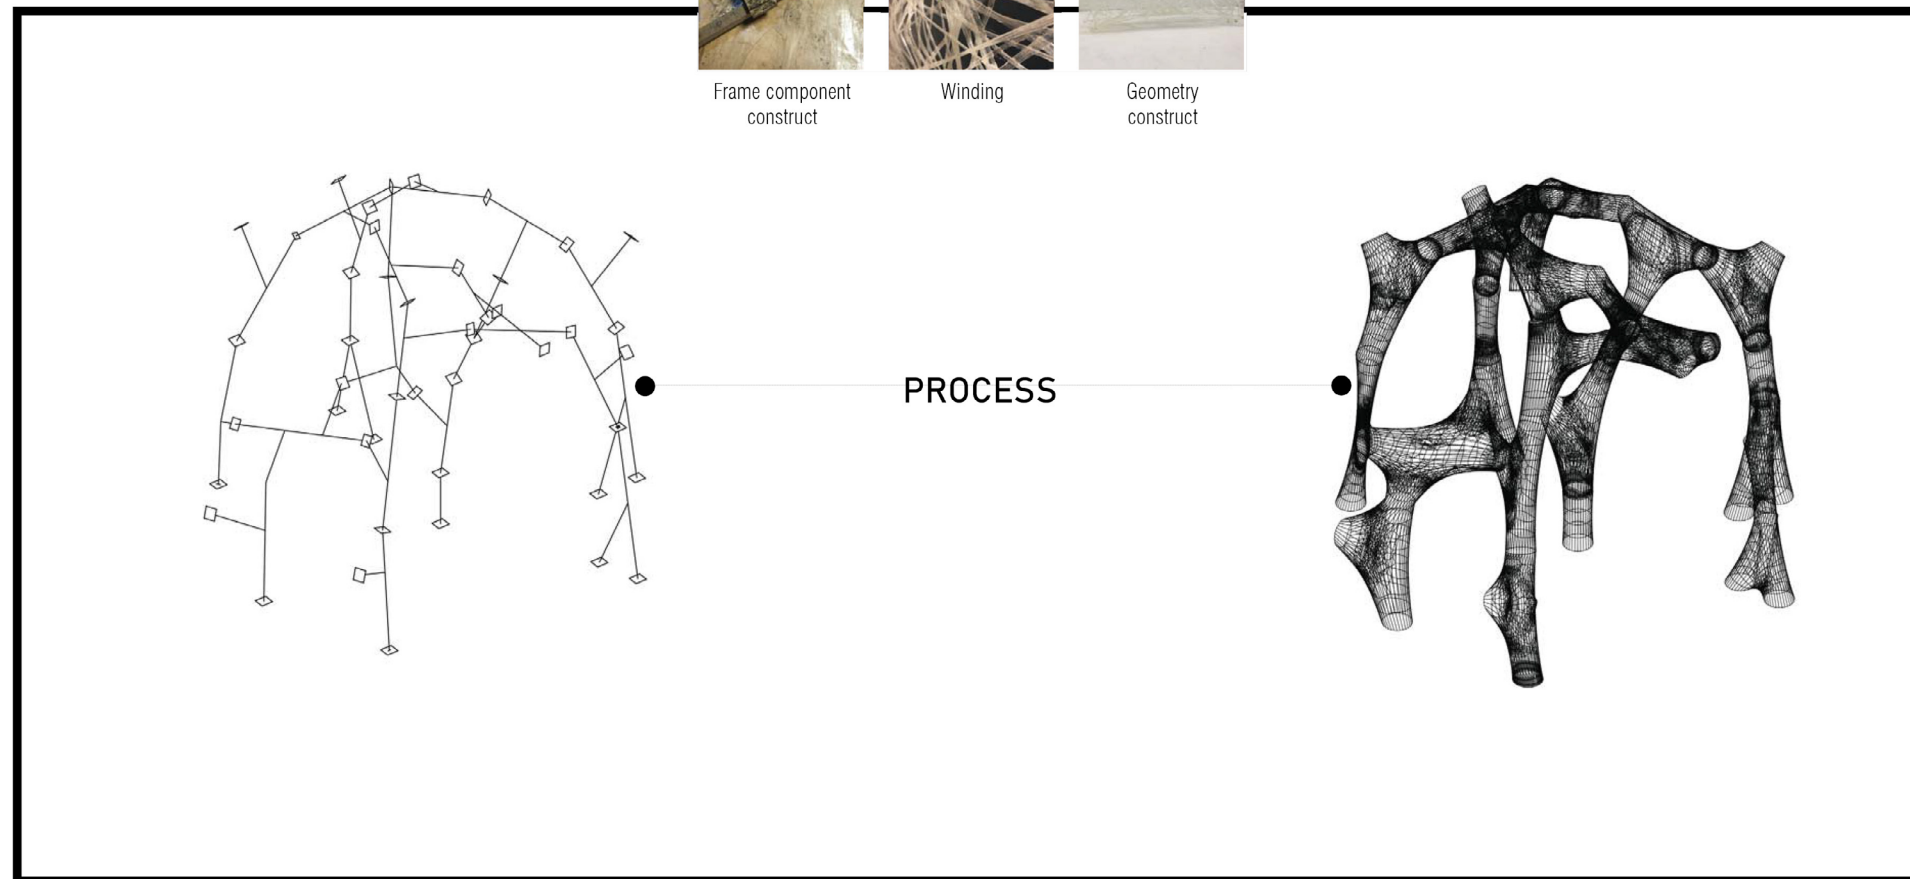 Frame component
construct
Winding
Geometry
construct
PROCESS